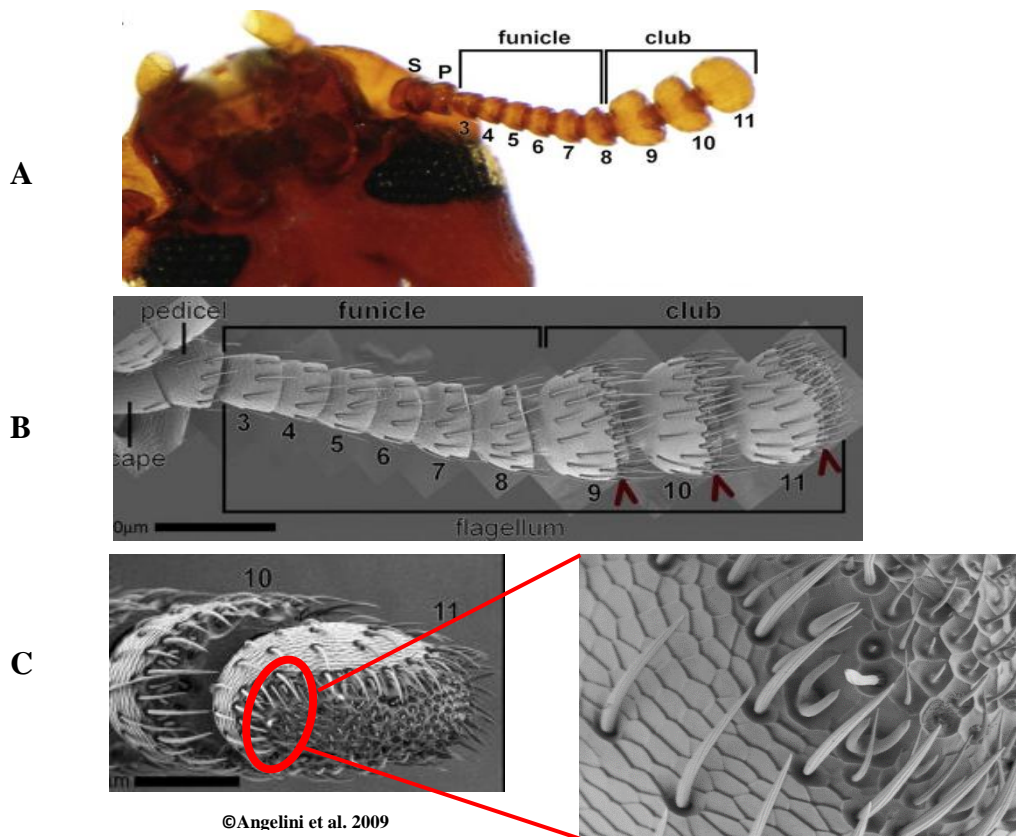 funicle club
S P
3 4 5 6 7 8 9 10 11
A
pedicel funicle club
B
3 4 5 6 7 8 9 10 11
cape
0µm flagellum
10 11
C
©Angelini et al. 2009